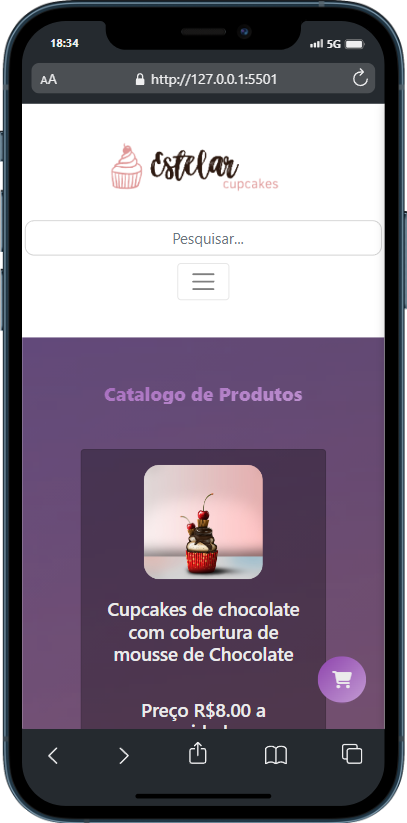 18:34
5G
AA
http://127.0.0.1:5501
Estelar
cupcakes
Pesquisar...
Catalogo de Produtos
Cupcakes de chocolate
com cobertura de
mousse de Chocolate
Preço R$8.00 a